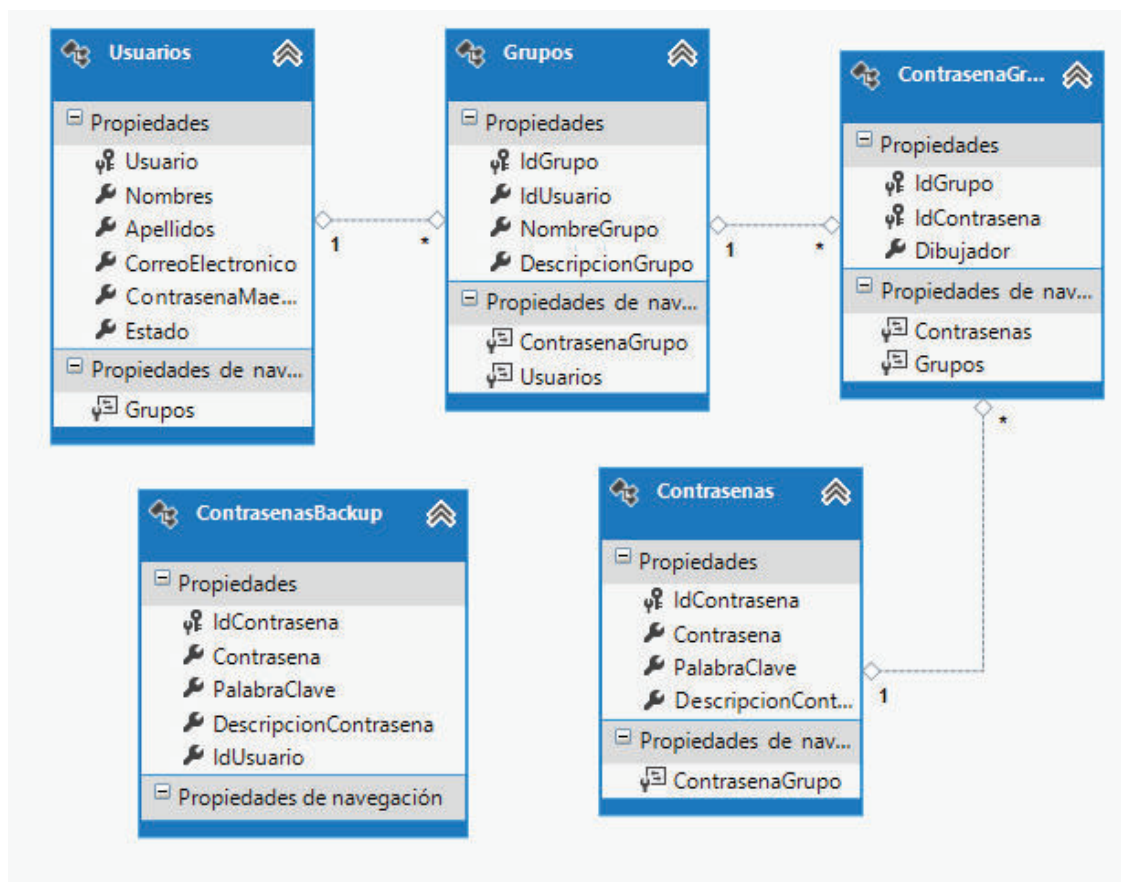 Usuarios
Propiedades
Usuario
Nombres
Apellidos
CorreoElectronico
ContrasenaMae...
Estado
Propiedades de nav...
Grupos
1
*
Grupos
Propiedades
IdGrupo
IdUsuario
NombreGrupo
DescripcionGrupo
Propiedades de nav...
ContrasenaGrupo
Usuarios
1
*
ContrasenaGr...
Propiedades
IdGrupo
IdContrasena
Dibujador
Propiedades de nav...
Contrasenas
Grupos
*
ContrasenasBackup
Propiedades
IdContrasena
Contrasena
PalabraClave
DescripcionContrasena
IdUsuario
Propiedades de navegación
Contrasenas
Propiedades
IdContrasena
Contrasena
PalabraClave
DescripcionCont...
Propiedades de nav...
ContrasenaGrupo
1